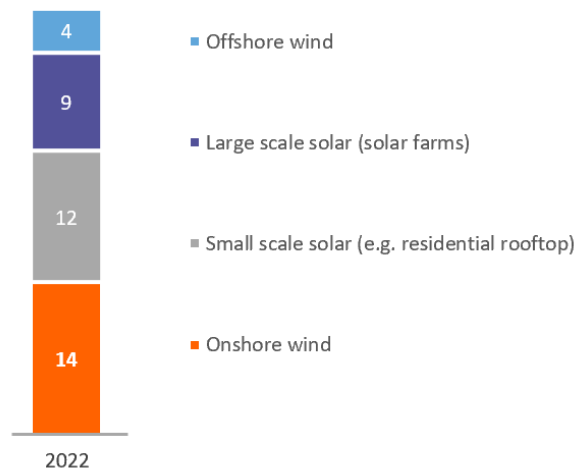 4
Offshore wind
9
Large scale solar (solar farms)
12
Small scale solar (e.g. residential rooftop)
14
Onshore wind
2022